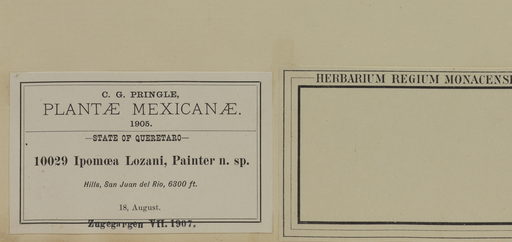 C. G. PRINGLE,
PLANTÆ MEXICANÆ.
1905.
—STATE OF QUERETARO—
10029 Ipomœa Lozani, Painter n. sp.
Hills, San Juan del Rio, 6300 ft.
18, August.
Zugegangen VII. 1907.
HERBARIUM REGIUM MONACENS